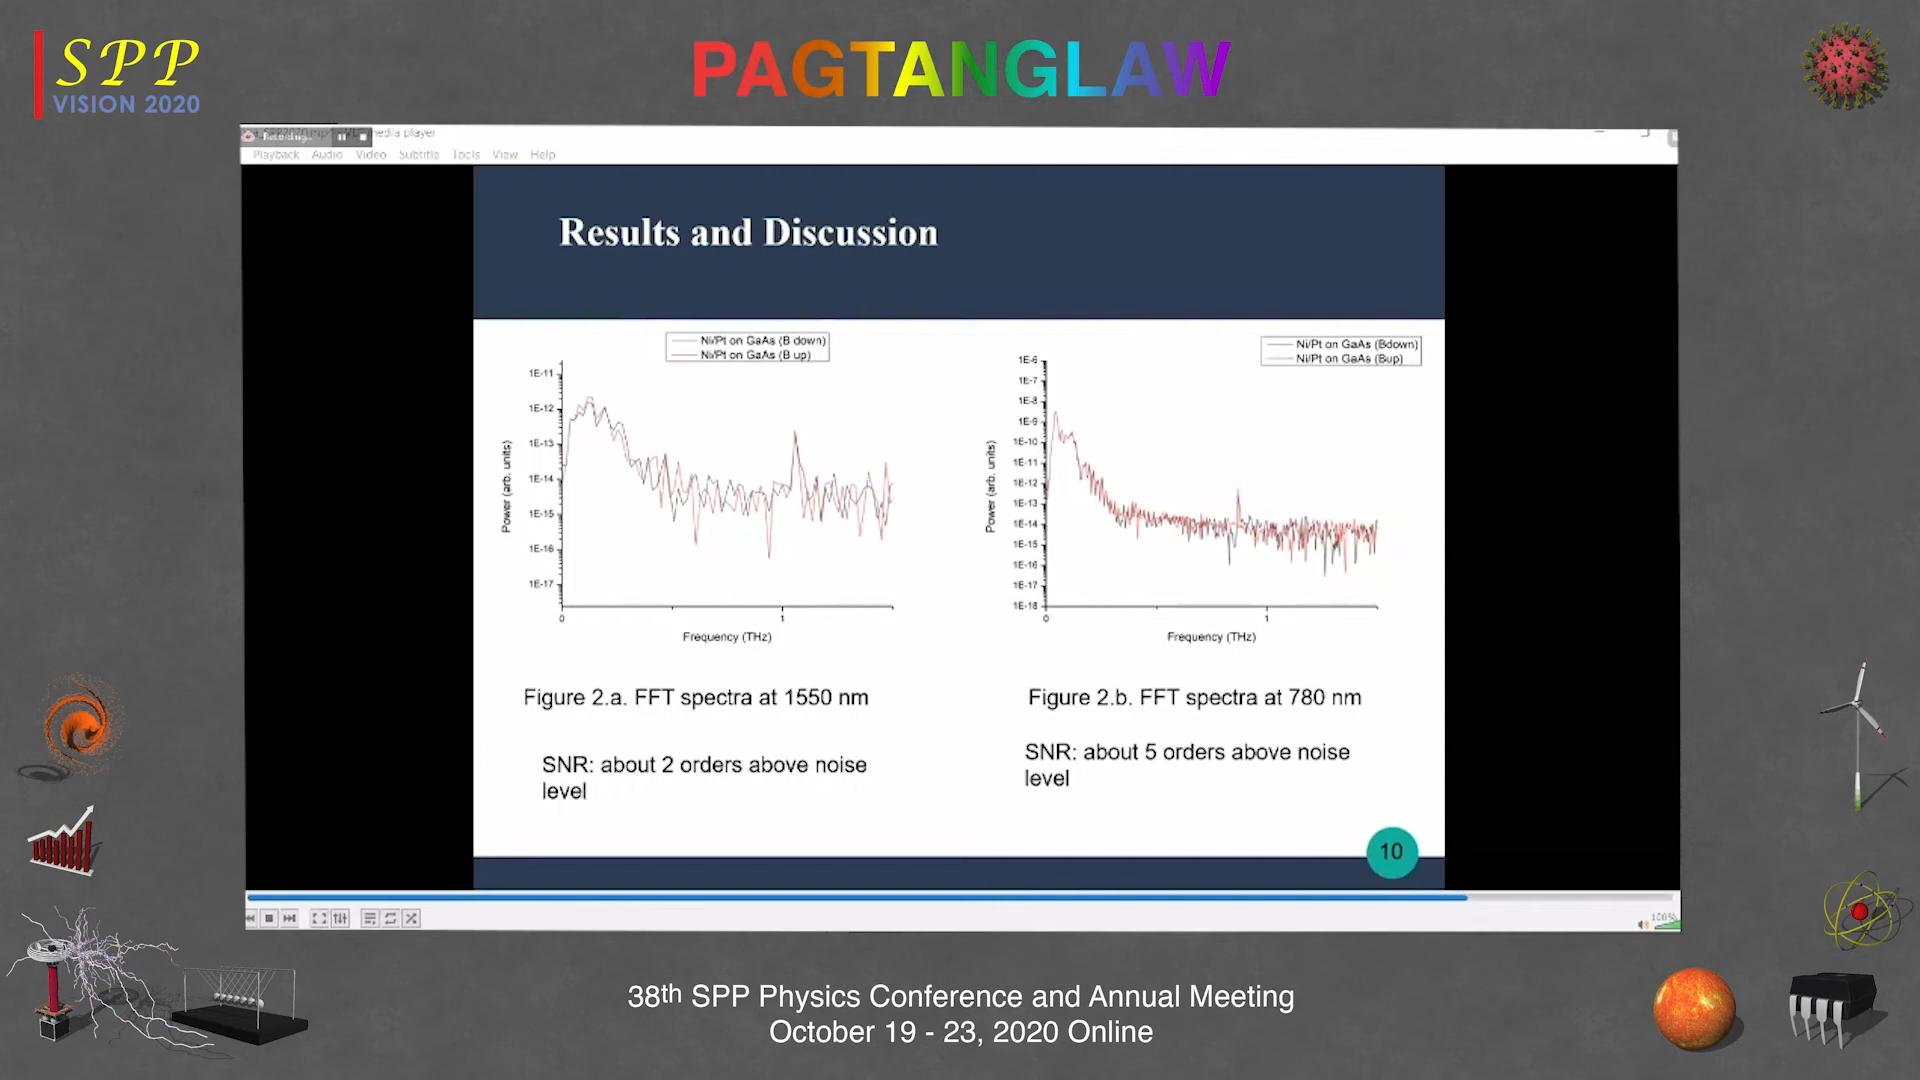 SPP
VISION 2020
PAGTANGLAW
Recording...
media player
Playback Audio Video Subtitle Tools View Help
Results and Discussion
Ni/Pt on GaAs (B down)
Ni/Pt on GaAs (B up)
1E-11
1E-12
1E-13
1E-14
1E-15
1E-16
1E-17
Power (arb. units)
0 1
Frequency (THz)
Ni/Pt on GaAs (Bdown)
Ni/Pt on GaAs (Bup)
1E-6
1E-7
1E-8
1E-9
1E-10
1E-11
1E-12
1E-13
1E-14
1E-15
1E-16
1E-17
1E-18
Power (arb. units)
0 1
Frequency (THz)
Figure 2.a. FFT spectra at 1550 nm
Figure 2.b. FFT spectra at 780 nm
SNR: about 2 orders above noise
level
SNR: about 5 orders above noise
level
10
100%
38th SPP Physics Conference and Annual Meeting
October 19 - 23, 2020 Online